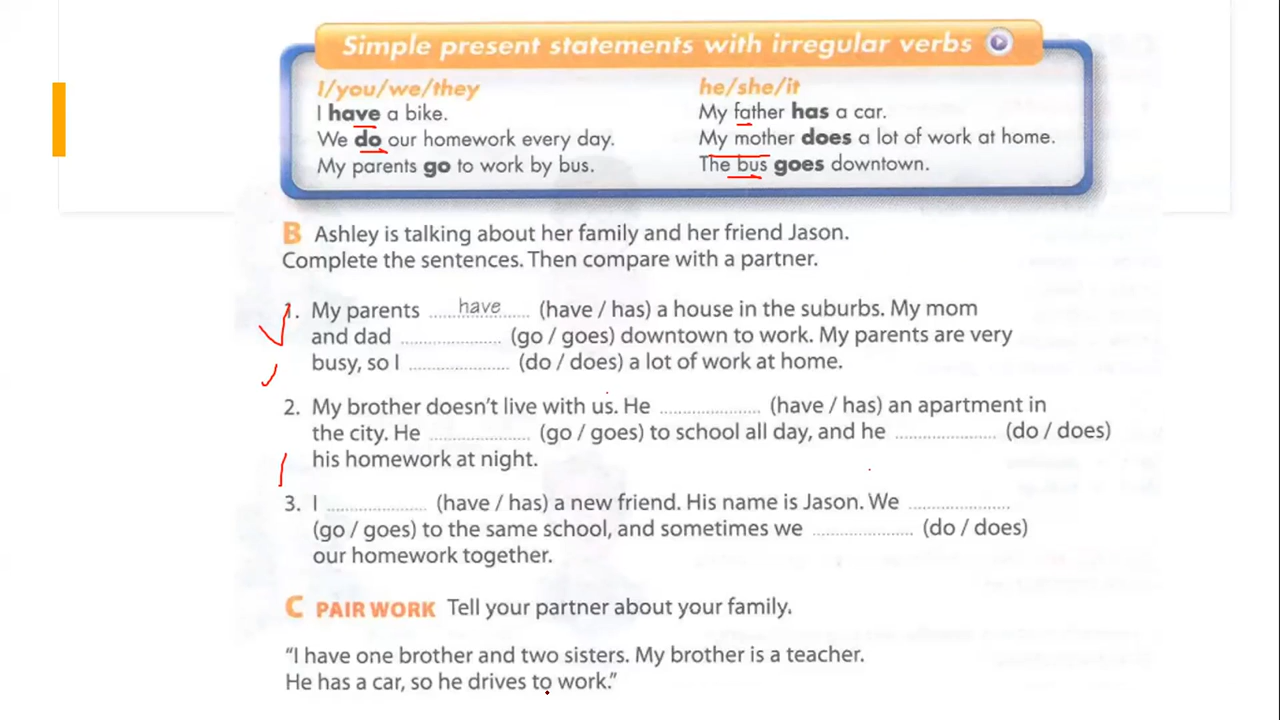 Simple present statements with irregular verbs
I/you/we/they
I have a bike.
We do our homework every day.
My parents go to work by bus.
he/she/it
My father has a car.
My mother does a lot of work at home.
The bus goes downtown.
B Ashley is talking about her family and her friend Jason.
Complete the sentences. Then compare with a partner.
1. My parents ....have.... (have / has) a house in the suburbs. My mom
and dad .................... (go / goes) downtown to work. My parents are very
busy, so I .................... (do / does) a lot of work at home.
2. My brother doesn't live with us. He .................... (have / has) an apartment in
the city. He .................... (go / goes) to school all day, and he .................... (do / does)
his homework at night.
3. I .................... (have / has) a new friend. His name is Jason. We ....................
(go / goes) to the same school, and sometimes we .................... (do / does)
our homework together.
C PAIR WORK Tell your partner about your family.
"I have one brother and two sisters. My brother is a teacher.
He has a car, so he drives to work."